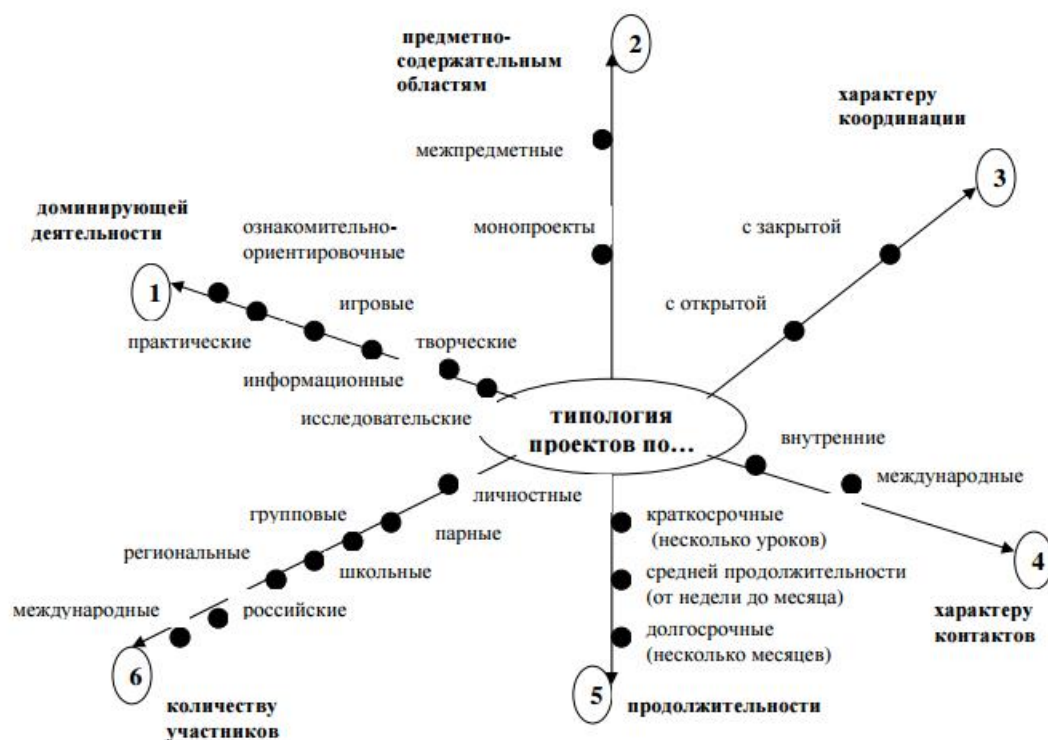 предметно-
содержательным
областям
2
межпредметные
монопроекты
характеру
координации
3
с закрытой
с открытой
доминирующей
деятельности
1
ознакомительно-
ориентировочные
игровые
практические
творческие
информационные
исследовательские
типология
проектов по...
внутренние
международные
4
характеру
контактов
личностные
групповые
парные
региональные
школьные
международные
российские
6
количеству
участников
краткосрочные
(несколько уроков)
средней продолжительности
(от недели до месяца)
долгосрочные
(несколько месяцев)
5
продолжительности